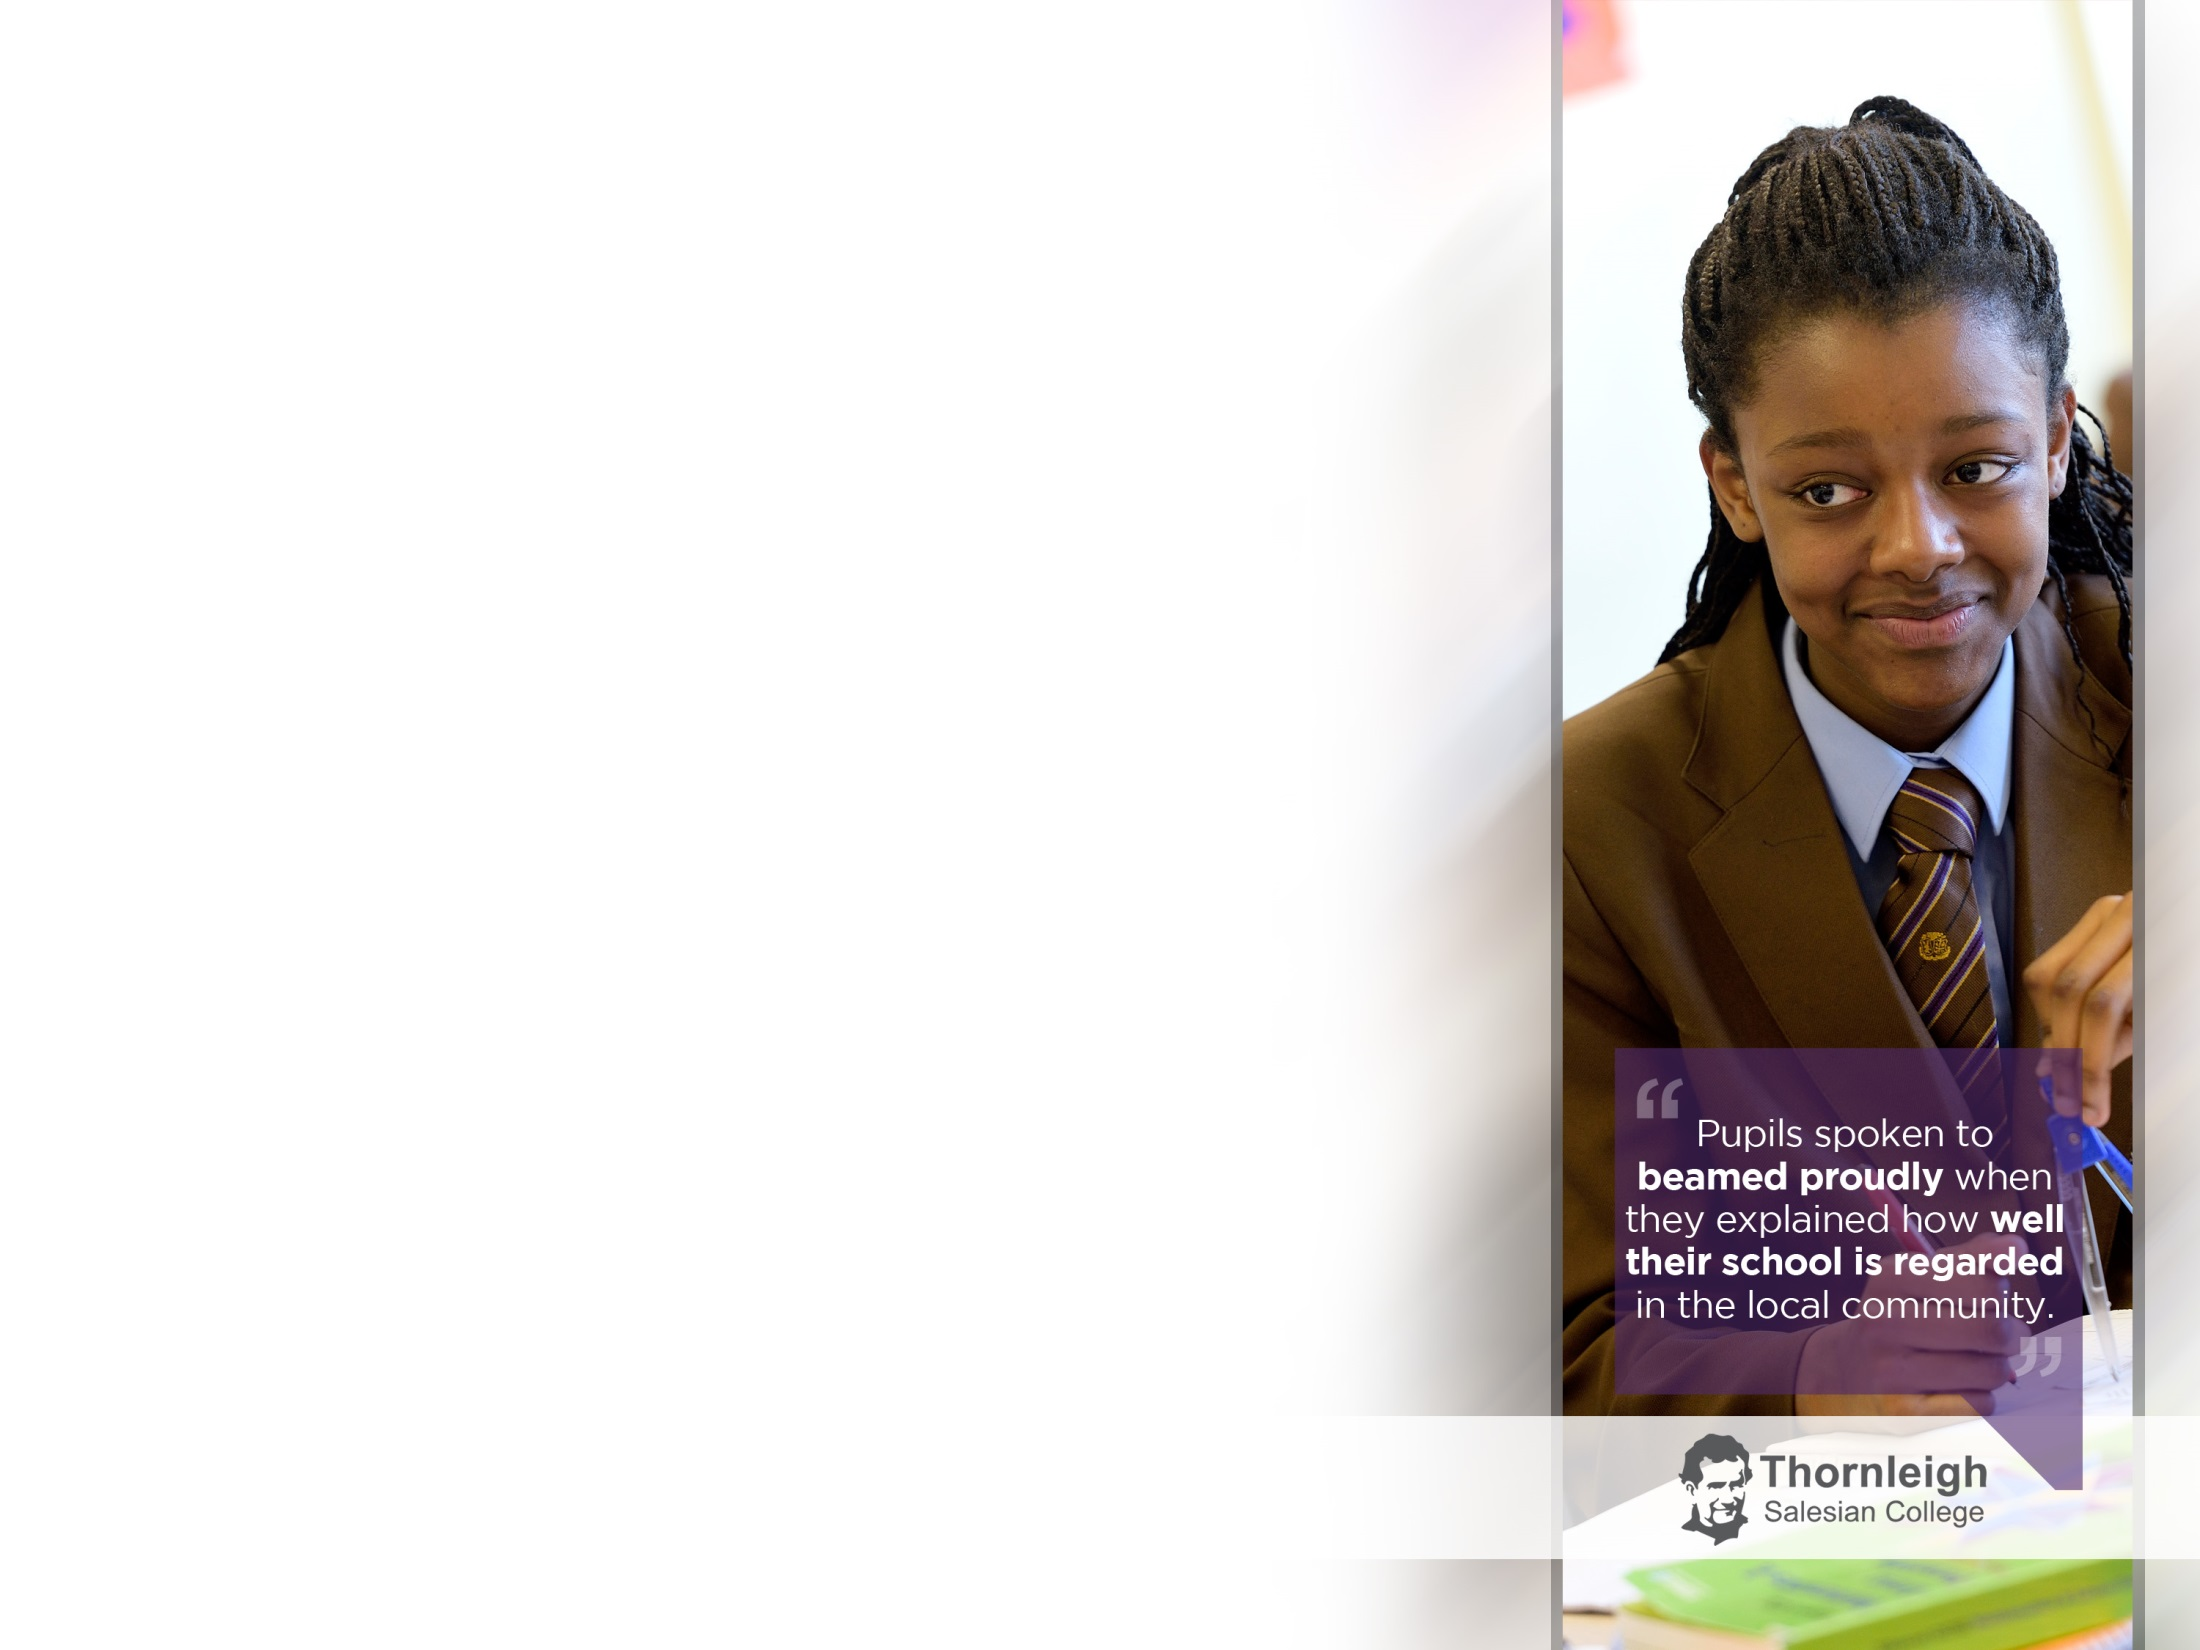 “
Pupils spoken to
beamed proudly when
they explained how well
their school is regarded
in the local community.
”
Thornleigh
Salesian College